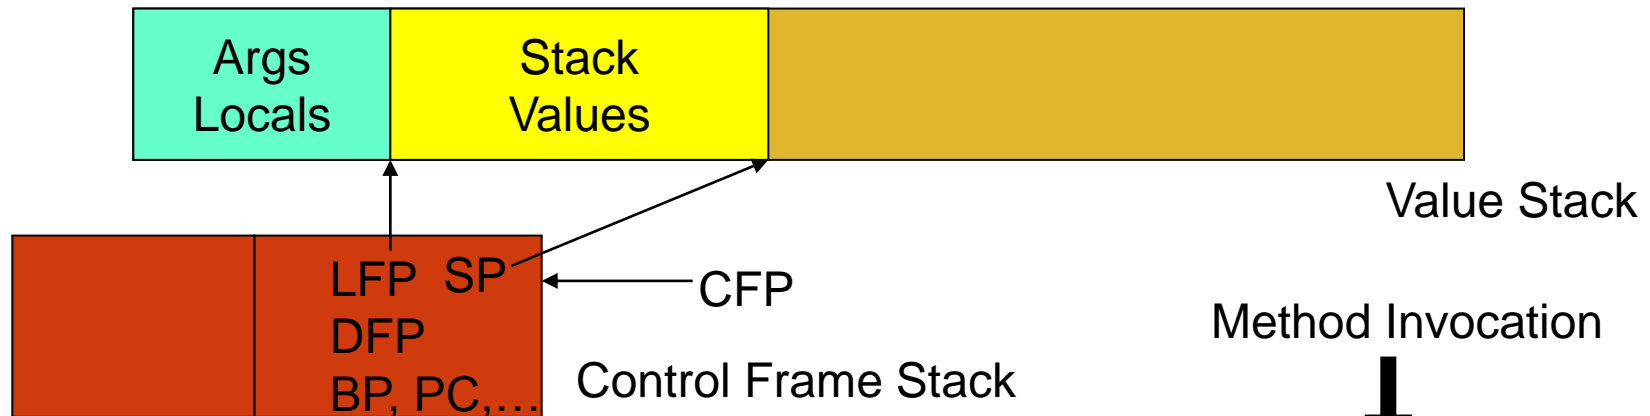 Args
Locals
Stack
Values
Value Stack
LFP SP
DFP
BP, PC,…
CFP
Control Frame Stack
Method Invocation